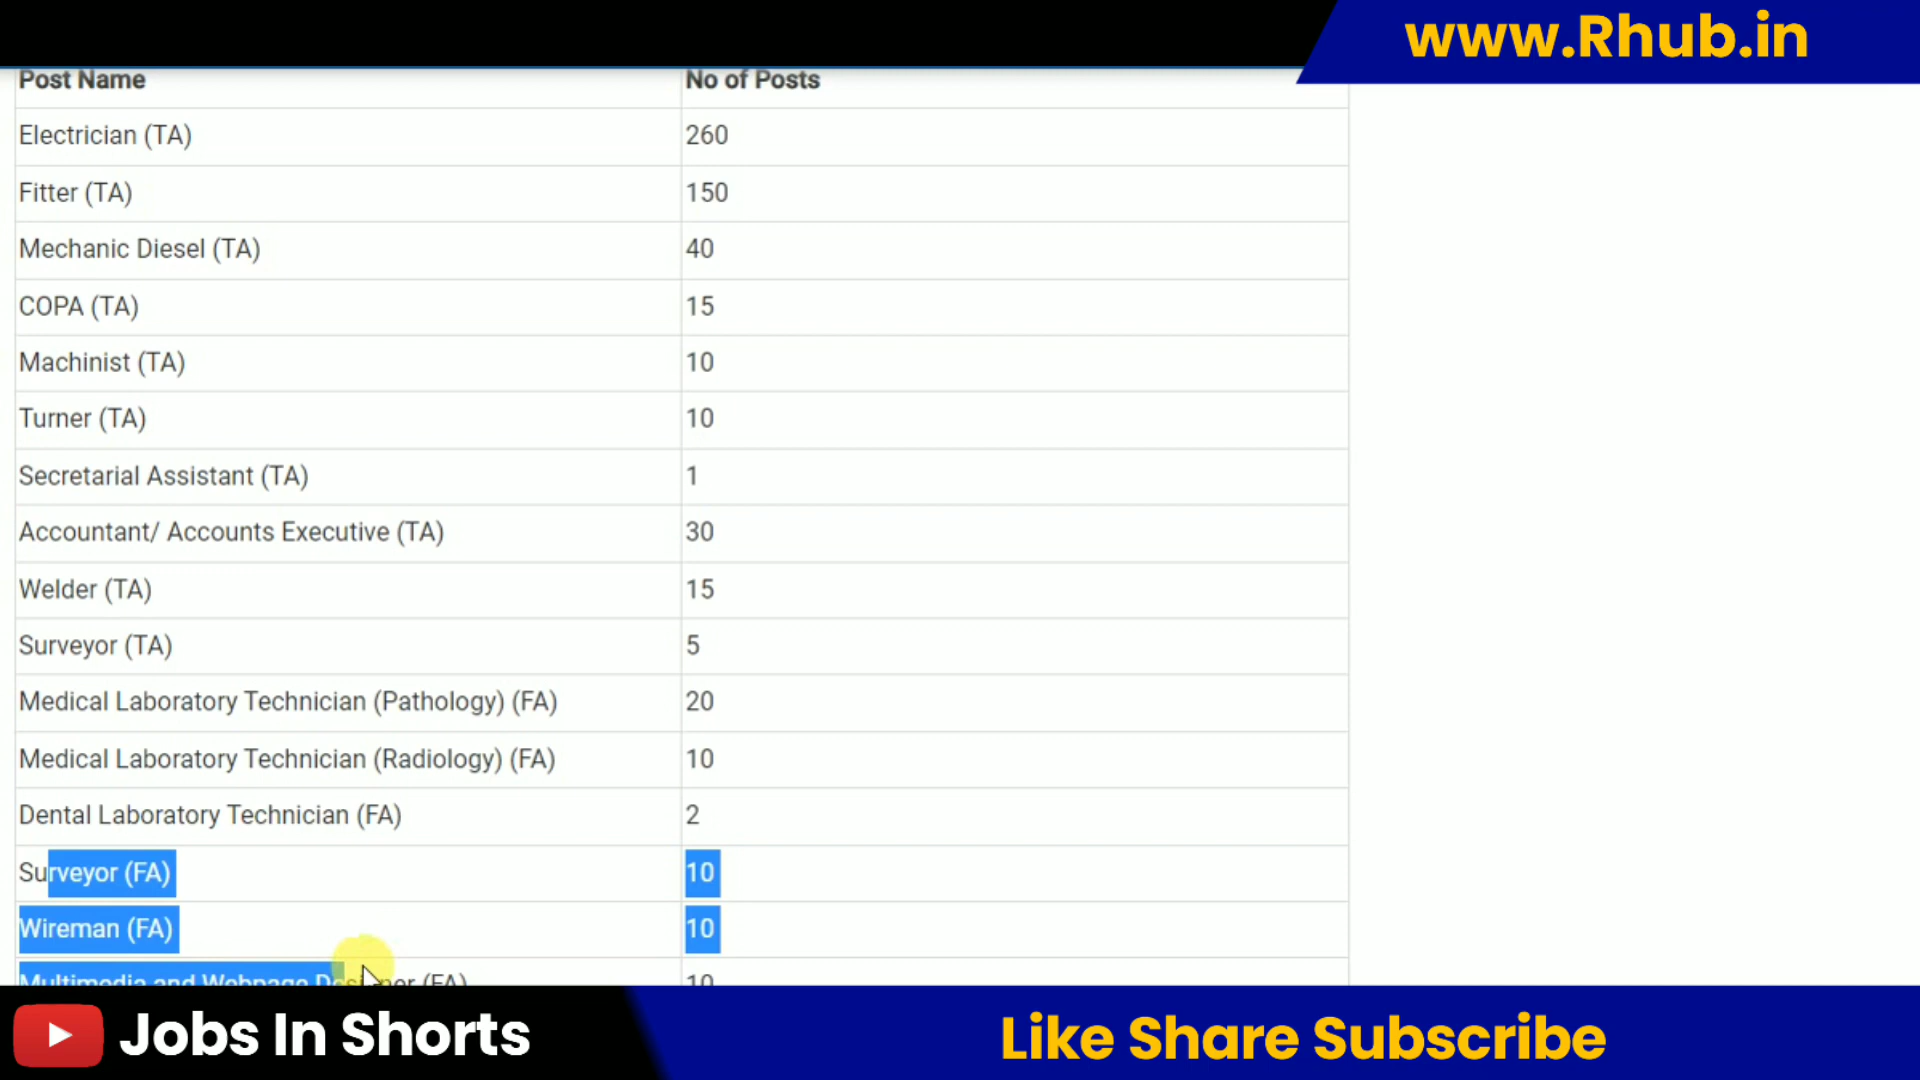 www.Rhub.in
Post Name No of Posts
Electrician (TA) 260
Fitter (TA) 150
Mechanic Diesel (TA) 40
COPA (TA) 15
Machinist (TA) 10
Turner (TA) 10
Secretarial Assistant (TA) 1
Accountant/ Accounts Executive (TA) 30
Welder (TA) 15
Surveyor (TA) 5
Medical Laboratory Technician (Pathology) (FA) 20
Medical Laboratory Technician (Radiology) (FA) 10
Dental Laboratory Technician (FA) 2
Surveyor (FA) 10
Wireman (FA) 10
Multimedia and Webpage Designer (FA) 10
Jobs In Shorts
Like Share Subscribe